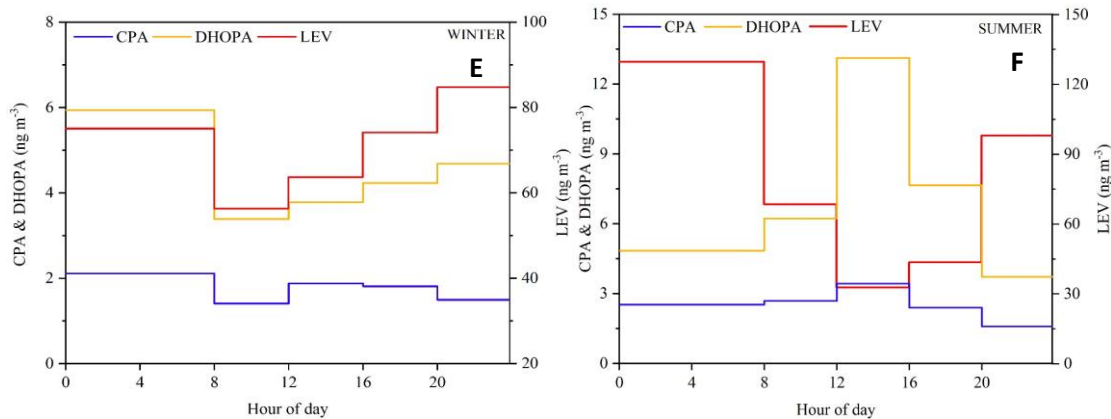 CPA DHOPA LEV WINTER
E
8
6
4
2
0
100
80
60
40
20
CPA & DHOPA (ng m⁻³)
LEV (ng m⁻³)
0 4 8 12 16 20
Hour of day
CPA DHOPA LEV SUMMER
F
15
12
9
6
3
0
150
120
90
60
30
0
CPA & DHOPA (ng m⁻³)
LEV (ng m⁻³)
0 4 8 12 16 20
Hour of day